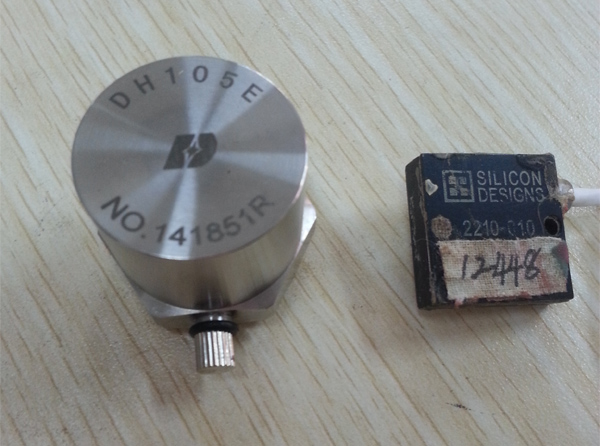 DH105E
NO.141851R
SILICON
DESIGNS
2210-010
12448